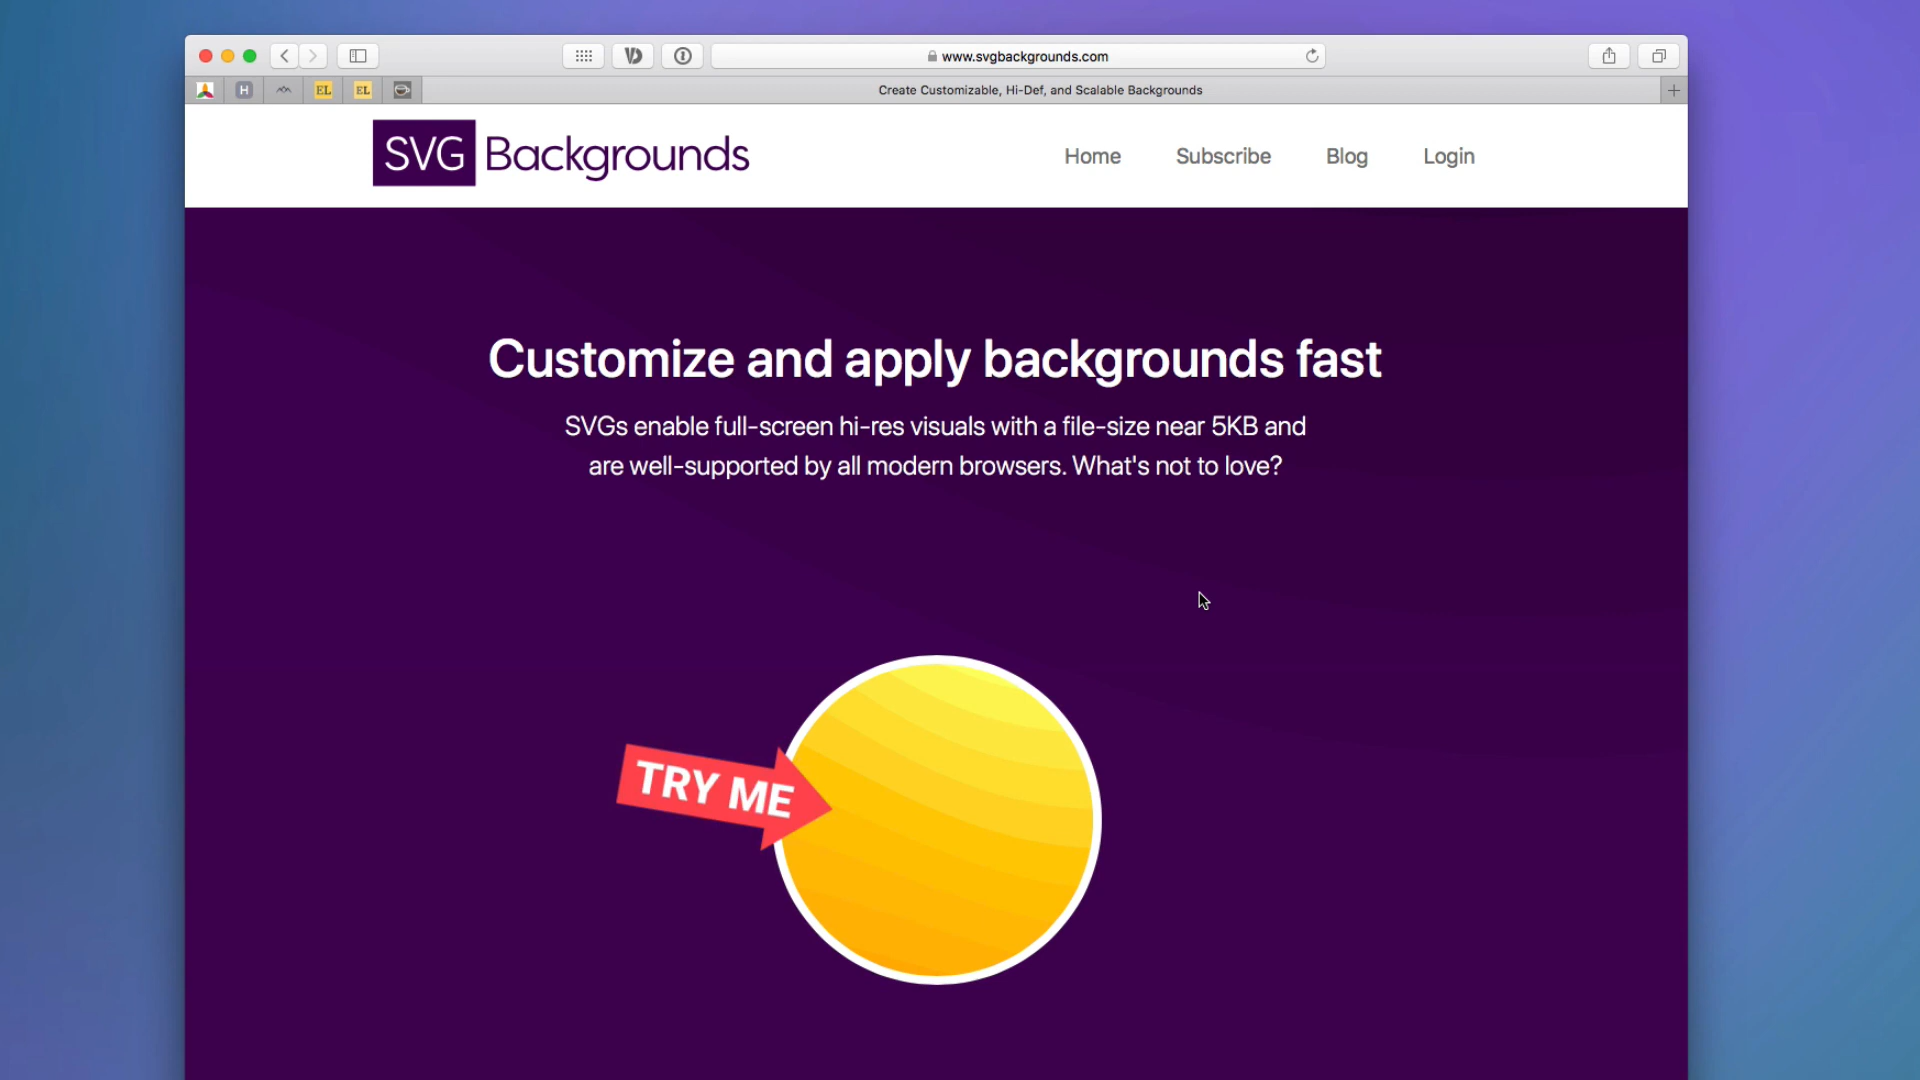 www.svgbackgrounds.com
H
EL
EL
Create Customizable, Hi-Def, and Scalable Backgrounds
SVG Backgrounds
Home
Subscribe
Blog
Login
Customize and apply backgrounds fast
SVGs enable full-screen hi-res visuals with a file-size near 5KB and
are well-supported by all modern browsers. What's not to love?
TRY ME